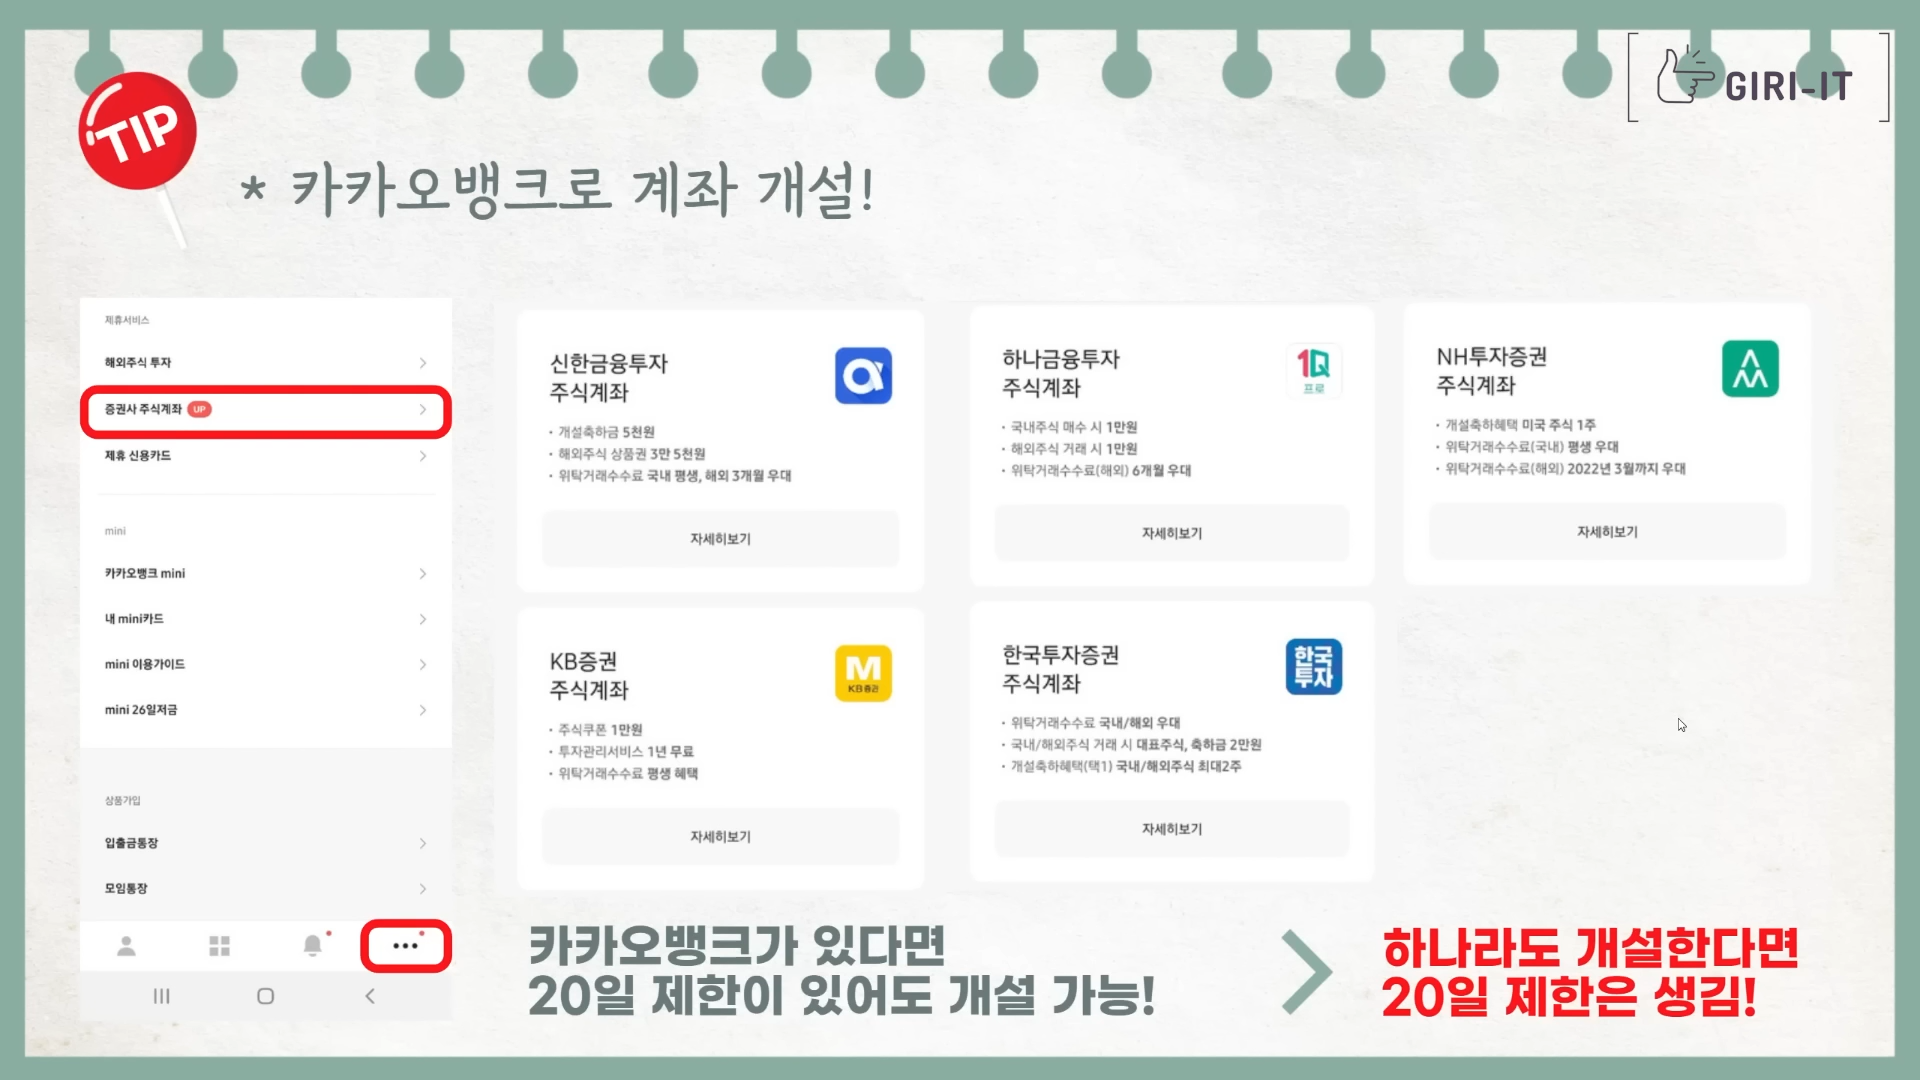 TIP
GIRI-IT
* 카카오뱅크로 계좌 개설!
제휴서비스
해외주식 투자
증권사 주식계좌 UP
제휴 신용카드
mini
카카오뱅크 mini
내 mini카드
mini 이용가이드
mini 26일저금
상품가입
입출금통장
모임통장
신한금융투자
주식계좌
· 개설축하금 5천원
· 해외주식 상품권 3만 5천원
· 위탁거래수수료 국내 평생, 해외 3개월 우대
자세히보기
하나금융투자
주식계좌
1Q
프로
· 국내주식 매수 시 1만원
· 해외주식 거래 시 1만원
· 위탁거래수수료(해외) 6개월 우대
자세히보기
NH투자증권
주식계좌
· 개설축하혜택 미국 주식 1주
· 위탁거래수수료(국내) 평생 우대
· 위탁거래수수료(해외) 2022년 3월까지 우대
자세히보기
KB증권
주식계좌
M
KB증권
· 주식쿠폰 1만원
· 투자관리서비스 1년 무료
· 위탁거래수수료 평생 혜택
자세히보기
한국투자증권
주식계좌
한국
투자
· 위탁거래수수료 국내/해외 우대
· 국내/해외주식 거래 시 대표주식, 축하금 2만원
· 개설축하혜택(택1) 국내/해외주식 최대2주
자세히보기
카카오뱅크가 있다면
20일 제한이 있어도 개설 가능!
하나라도 개설한다면
20일 제한은 생김!